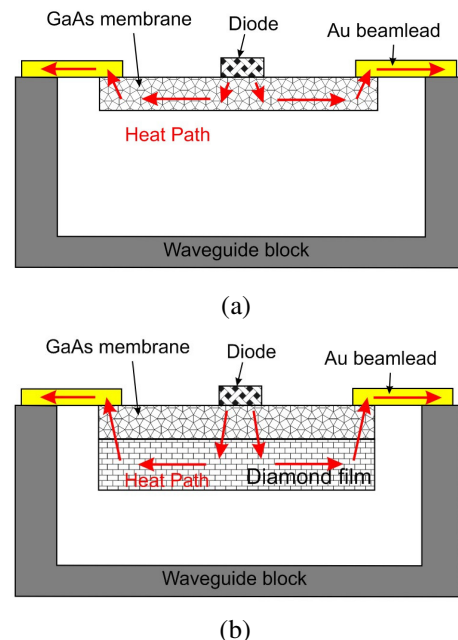 GaAs membrane
Diode
Au beamlead
Heat Path
Waveguide block
(a)
GaAs membrane
Diode
Au beamlead
Heat Path
Diamond film
Waveguide block
(b)